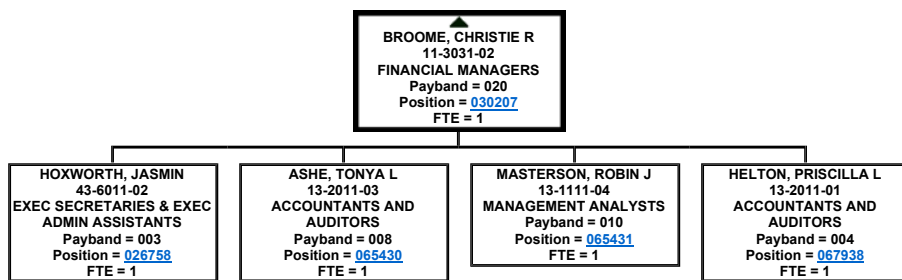 BROOME, CHRISTIE R
11-3031-02
FINANCIAL MANAGERS
Payband = 020
Position = 030207
FTE = 1
HOXWORTH, JASMIN
43-6011-02
EXEC SECRETARIES & EXEC
ADMIN ASSISTANTS
Payband = 003
Position = 026758
FTE = 1
ASHE, TONYA L
13-2011-03
ACCOUNTANTS AND
AUDITORS
Payband = 008
Position = 065430
FTE = 1
MASTERSON, ROBIN J
13-1111-04
MANAGEMENT ANALYSTS
Payband = 010
Position = 065431
FTE = 1
HELTON, PRISCILLA L
13-2011-01
ACCOUNTANTS AND
AUDITORS
Payband = 004
Position = 067938
FTE = 1